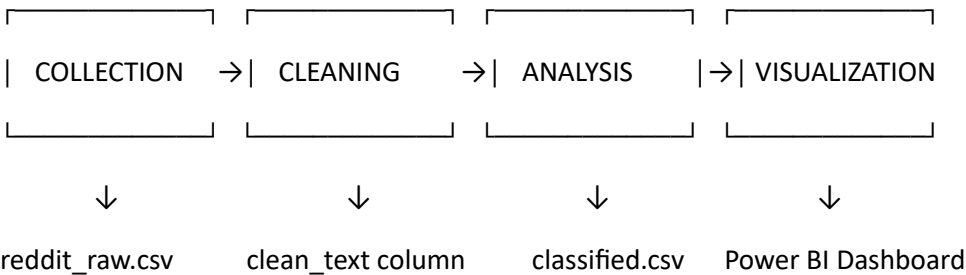 COLLECTION → CLEANING → ANALYSIS → VISUALIZATION
↓ ↓ ↓ ↓
reddit_raw.csv clean_text column classified.csv Power BI Dashboard